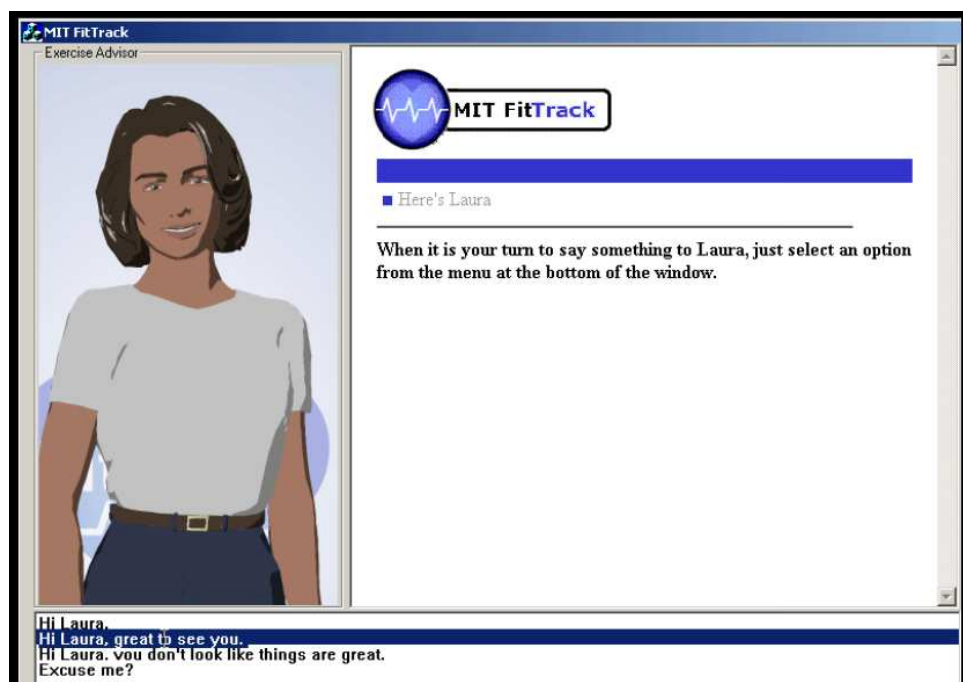 MIT FitTrack
Exercise Advisor
MIT FitTrack
Here's Laura
When it is your turn to say something to Laura, just select an option
from the menu at the bottom of the window.
Hi Laura.
Hi Laura, great to see you.
Hi Laura. you don't look like things are great.
Excuse me?